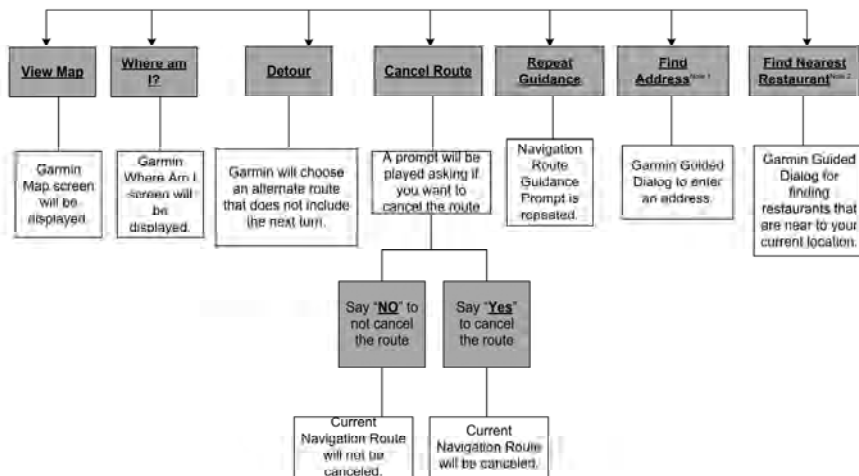 View Map
Where am
I?
Detour
Cancel Route
Repeat
Guidance
Find
Address Note 1
Find Nearest
Restaurant Note 2
Garmin
Map screen
will be
displayed.
Garmin
Where Am I
screen will
be
displayed.
Garmin will choose
an alternate route
that does not include
the next turn.
A prompt will be
played asking if
you want to
cancel the route
Navigation
Route
Guidance
Prompt is
repeated.
Garmin Guided
Dialog to enter
an address.
Garmin Guided
Dialog for
finding
restaurants that
are near to your
current location.
Say "NO" to
not cancel
the route
Say "Yes"
to cancel
the route
Current
Navigation Route
will not be
canceled.
Current
Navigation Route
will be canceled.